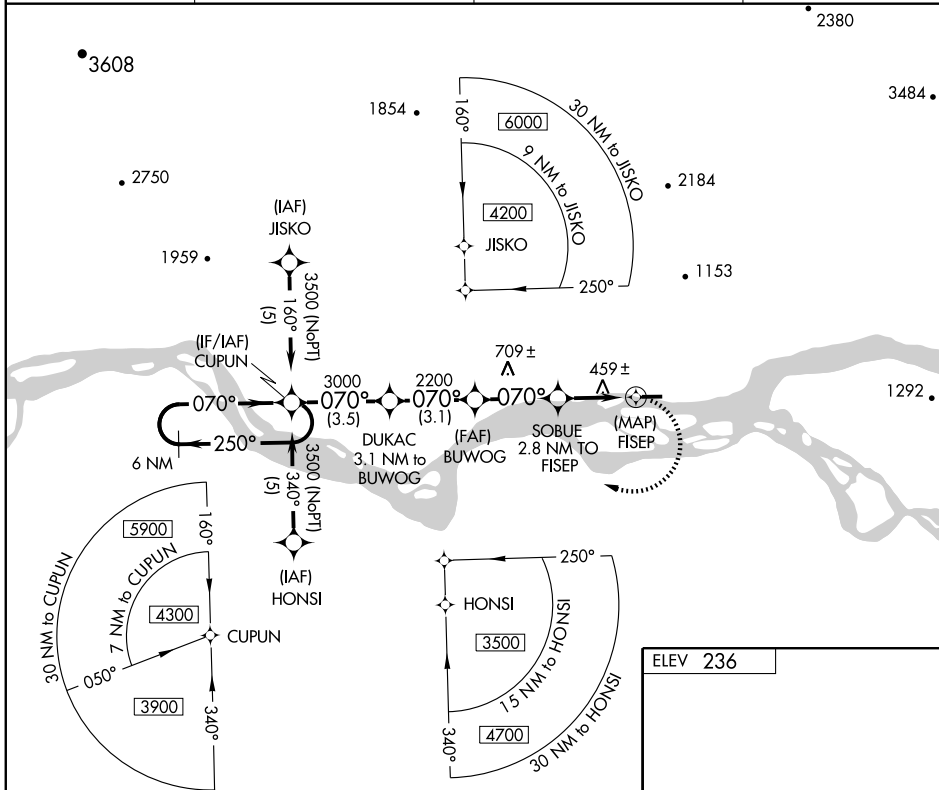 2380
3608
3484
1854
160°
6000
30 NM to JISKO
9 NM to JISKO
2750
2184
4200
(IAF)
JISKO
JISKO
1959
1153
250°
3500 (NoPT)
160°
(5)
(IF/IAF)
CUPUN
709 ±
459 ±
1292
070°
3000
070°
(3.5)
2200
070°
(3.1)
070°
DUKAC
3.1 NM to
BUWOG
(FAF)
BUWOG
SOBUE
2.8 NM TO
FISEP
(MAP)
FISEP
250°
6 NM
3500 (NoPT)
340°
(5)
(IAF)
HONSI
5900
160°
30 NM to CUPUN
7 NM to CUPUN
4300
CUPUN
050°
3900
340°
250°
HONSI
3500
15 NM to HONSI
4700
340°
30 NM to HONSI
ELEV 236